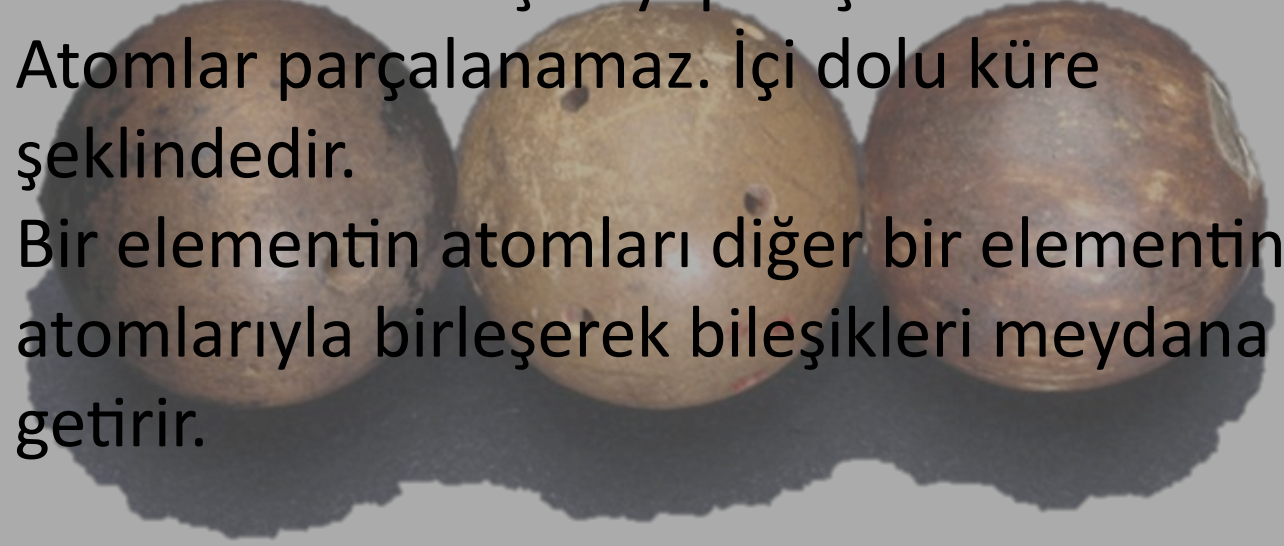 Atomlar parçalanamaz. İçi dolu küre
şeklindedir.
Bir elementin atomları diğer bir elementin
atomlarıyla birleşerek bileşikleri meydana
getirir.